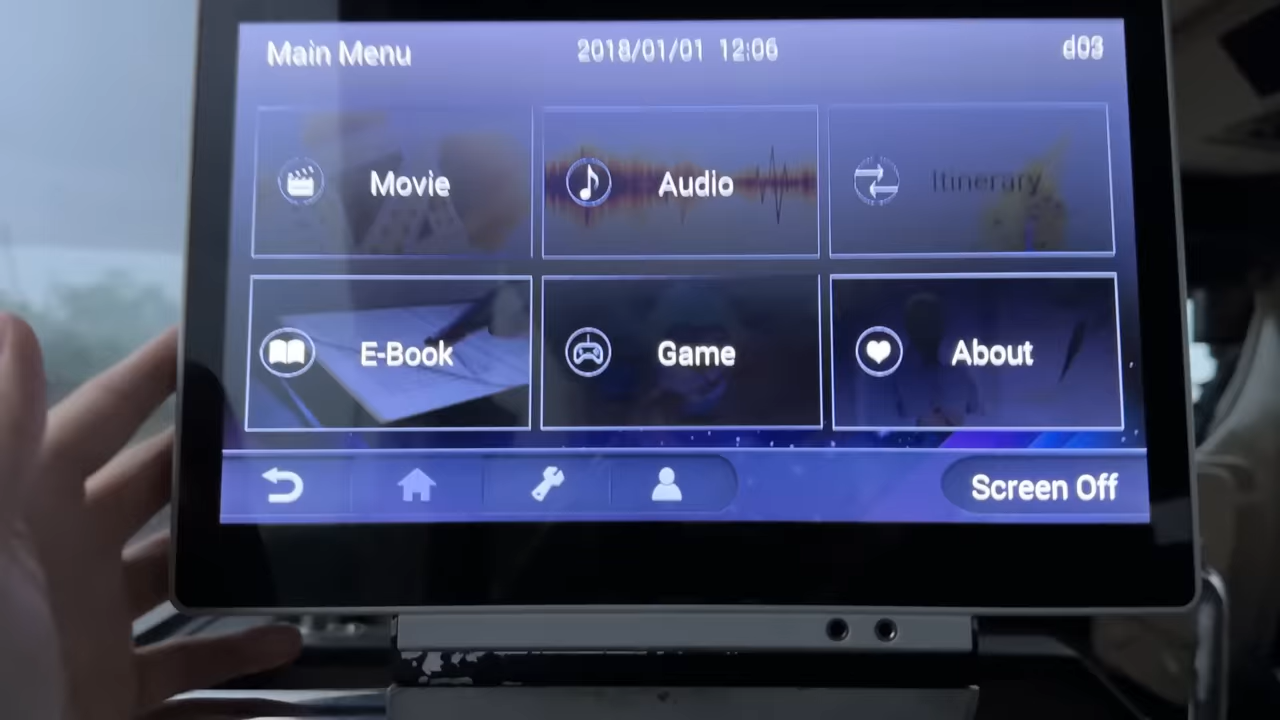 Main Menu 2018/01/01 12:06 d03
Movie Audio Itinerary
E-Book Game About
Screen Off